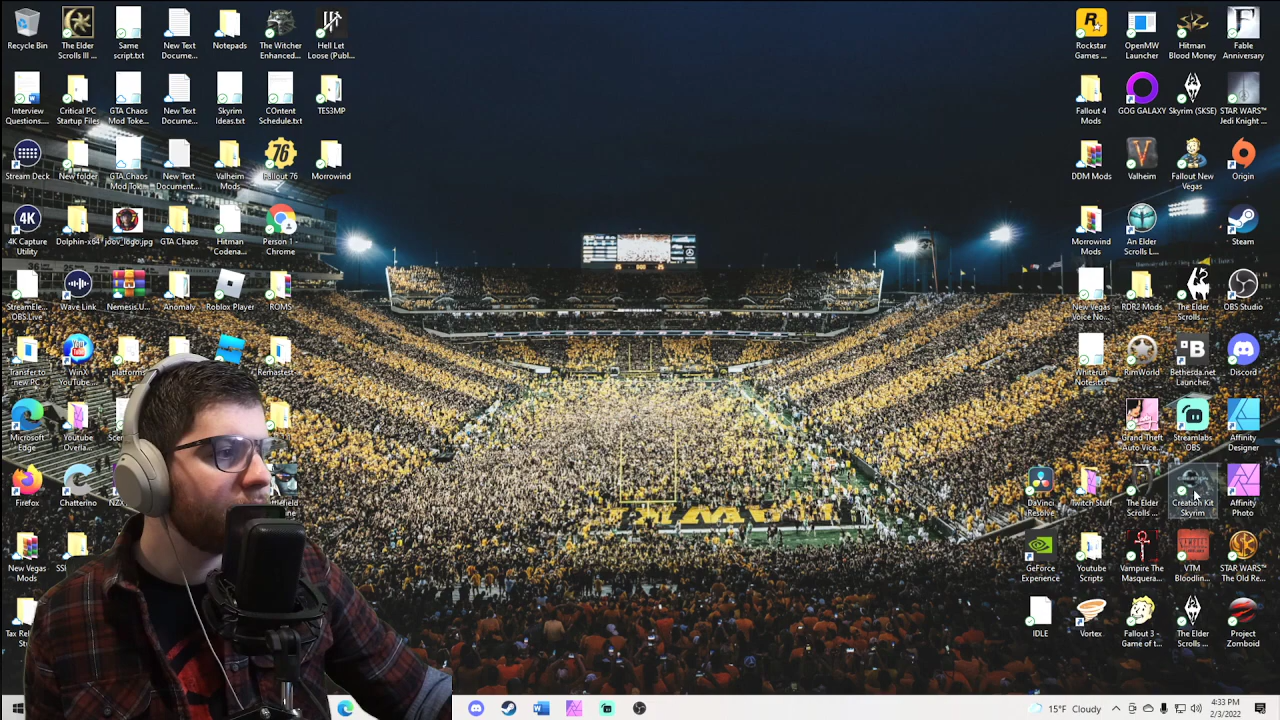 Recycle Bin
The Elder
Scrolls III ...
Same
script.txt
New Text
Docume...
Notepads
The Witcher
Enhanced...
Hell Let
Loose (Publ...
Interview
Questions....
Critical PC
Startup Files
GTA Chaos
Mod Toke...
New Text
Docume...
Skyrim
Ideas.txt
COntent
Schedule.txt
TES3MP
Stream Deck
New folder
GTA Chaos
Mod Toke...
New Text
Document....
Valheim
Mods
76
Fallout 76
Morrowind
4K
4K Capture
Utility
Dolphin-x64
joov_logo.jpg
GTA Chaos
Hitman
Codena...
Person 1 -
Chrome
StreamEle...
OBS Live
Wave Link
Nemesis.U...
Anomaly
Roblox Player
ROMS
Transfer to
new PC
WinX
YouTube ...
platforms
Remastest...
Microsoft
Edge
Youtube
Overla...
Firefox
Chatterino
New Vegas
Mods
Rockstar
Games ...
OpenMW
Launcher
Hitman
Blood Money
Fable
Anniversary
Fallout 4
Mods
GOG GALAXY
Skyrim (SKSE)
STAR WARS™
Jedi Knight ...
DDM Mods
Valheim
Fallout New
Vegas
Origin
Morrowind
Mods
An Elder
Scrolls L...
Steam
New Vegas
Voice No...
RDR2 Mods
The Elder
Scrolls ...
OBS Studio
Whiterun
Notes.txt
RimWorld
Bethesda.net
Launcher
Discord
Grand Theft
Auto Vice...
Streamlabs
OBS
Affinity
Designer
DaVinci
Resolve
Twitch Stuff
The Elder
Scrolls ...
Creation Kit
Skyrim
Affinity
Photo
GeForce
Experience
Youtube
Scripts
Vampire The
Masquera...
VTM
Bloodlin...
STAR WARS™
The Old Re...
IDLE
Vortex
Fallout 3 -
Game of t...
The Elder
Scrolls ...
Project
Zomboid
15°F Cloudy
4:33 PM
2/3/2022